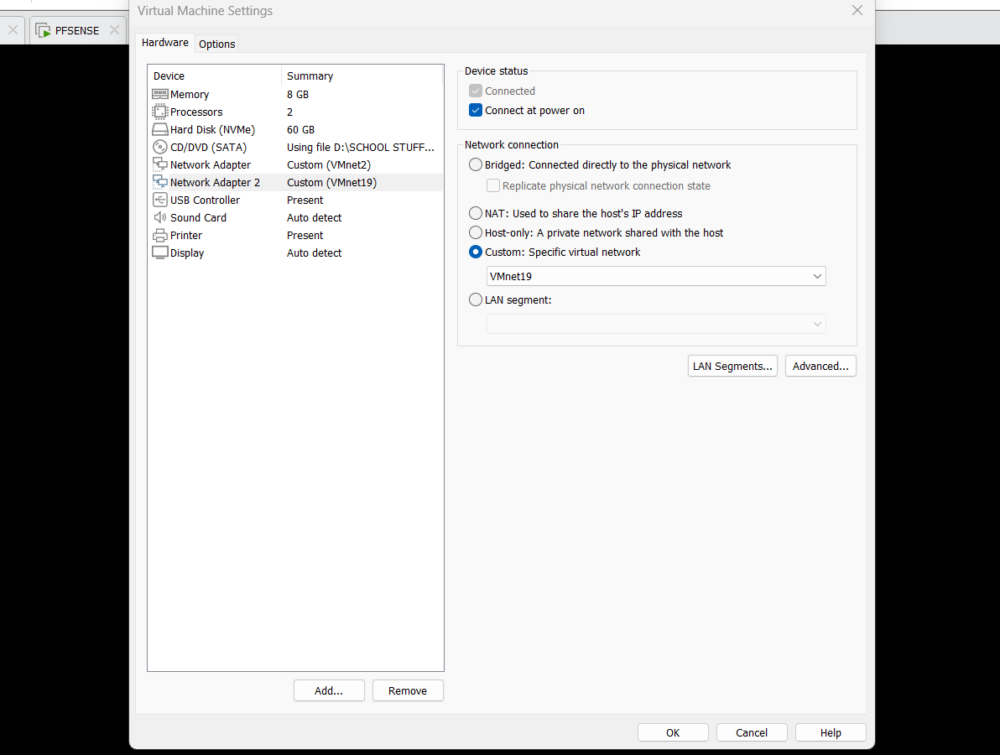 Virtual Machine Settings
PFSENSE
Hardware
Options
Device Summary
Memory 8 GB
Processors 2
Hard Disk (NVMe) 60 GB
CD/DVD (SATA) Using file D:\SCHOOL STUFF...
Network Adapter Custom (VMnet2)
Network Adapter 2 Custom (VMnet19)
USB Controller Present
Sound Card Auto detect
Printer Present
Display Auto detect
Add...
Remove
Device status
Connected
Connect at power on
Network connection
Bridged: Connected directly to the physical network
Replicate physical network connection state
NAT: Used to share the host's IP address
Host-only: A private network shared with the host
Custom: Specific virtual network
VMnet19
LAN segment:
LAN Segments...
Advanced...
OK
Cancel
Help